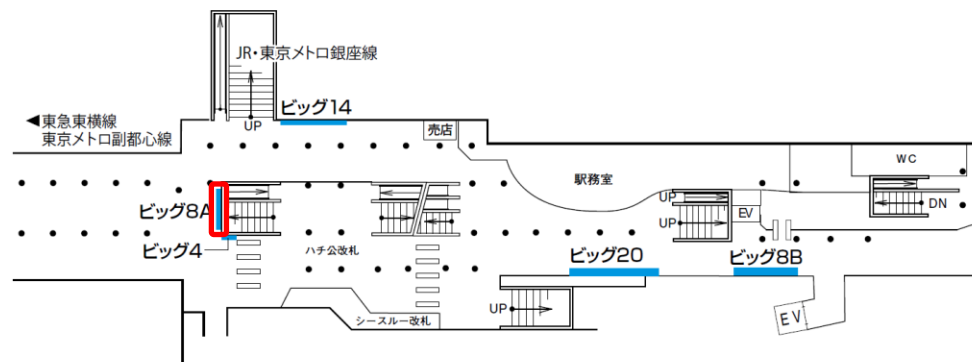 JR・東京メトロ銀座線
ビッグ14
◀東急東横線
東京メトロ副都心線
UP
売店
WC
駅務室
UP
ビッグ8A
EV
DN
UP
ビッグ4
ハチ公改札
ビッグ20
ビッグ8B
UP
シースルー改札
EV